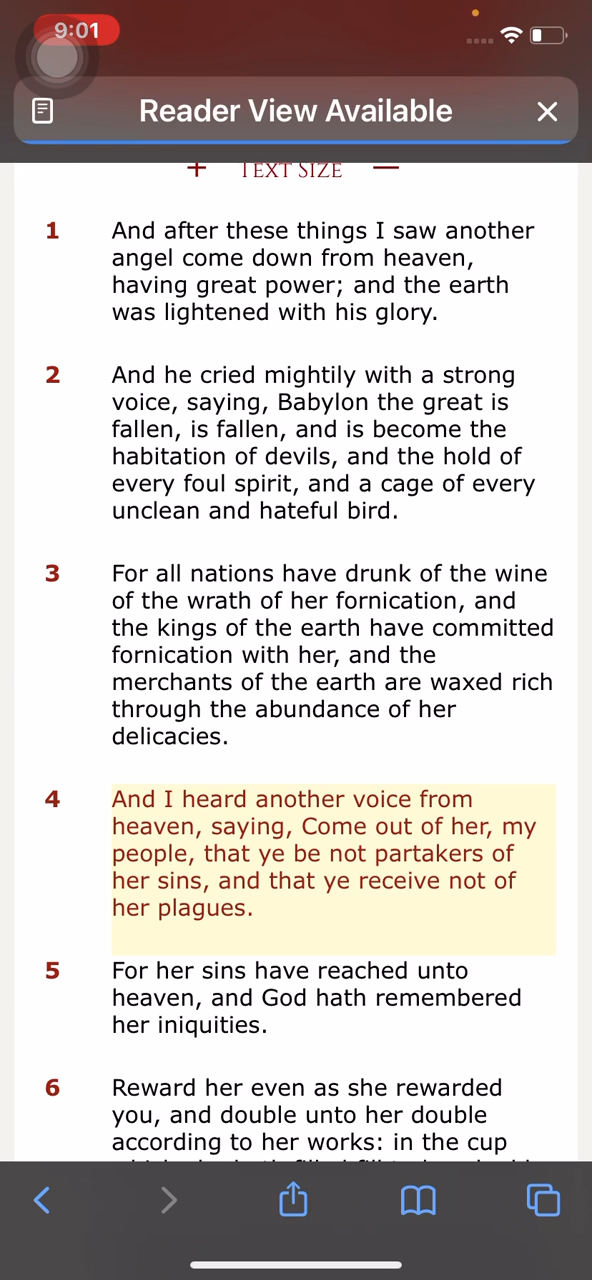 9:01
Reader View Available
+ TEXT SIZE —
1 And after these things I saw another
angel come down from heaven,
having great power; and the earth
was lightened with his glory.
2 And he cried mightily with a strong
voice, saying, Babylon the great is
fallen, is fallen, and is become the
habitation of devils, and the hold of
every foul spirit, and a cage of every
unclean and hateful bird.
3 For all nations have drunk of the wine
of the wrath of her fornication, and
the kings of the earth have committed
fornication with her, and the
merchants of the earth are waxed rich
through the abundance of her
delicacies.
4 And I heard another voice from
heaven, saying, Come out of her, my
people, that ye be not partakers of
her sins, and that ye receive not of
her plagues.
5 For her sins have reached unto
heaven, and God hath remembered
her iniquities.
6 Reward her even as she rewarded
you, and double unto her double
according to her works: in the cup